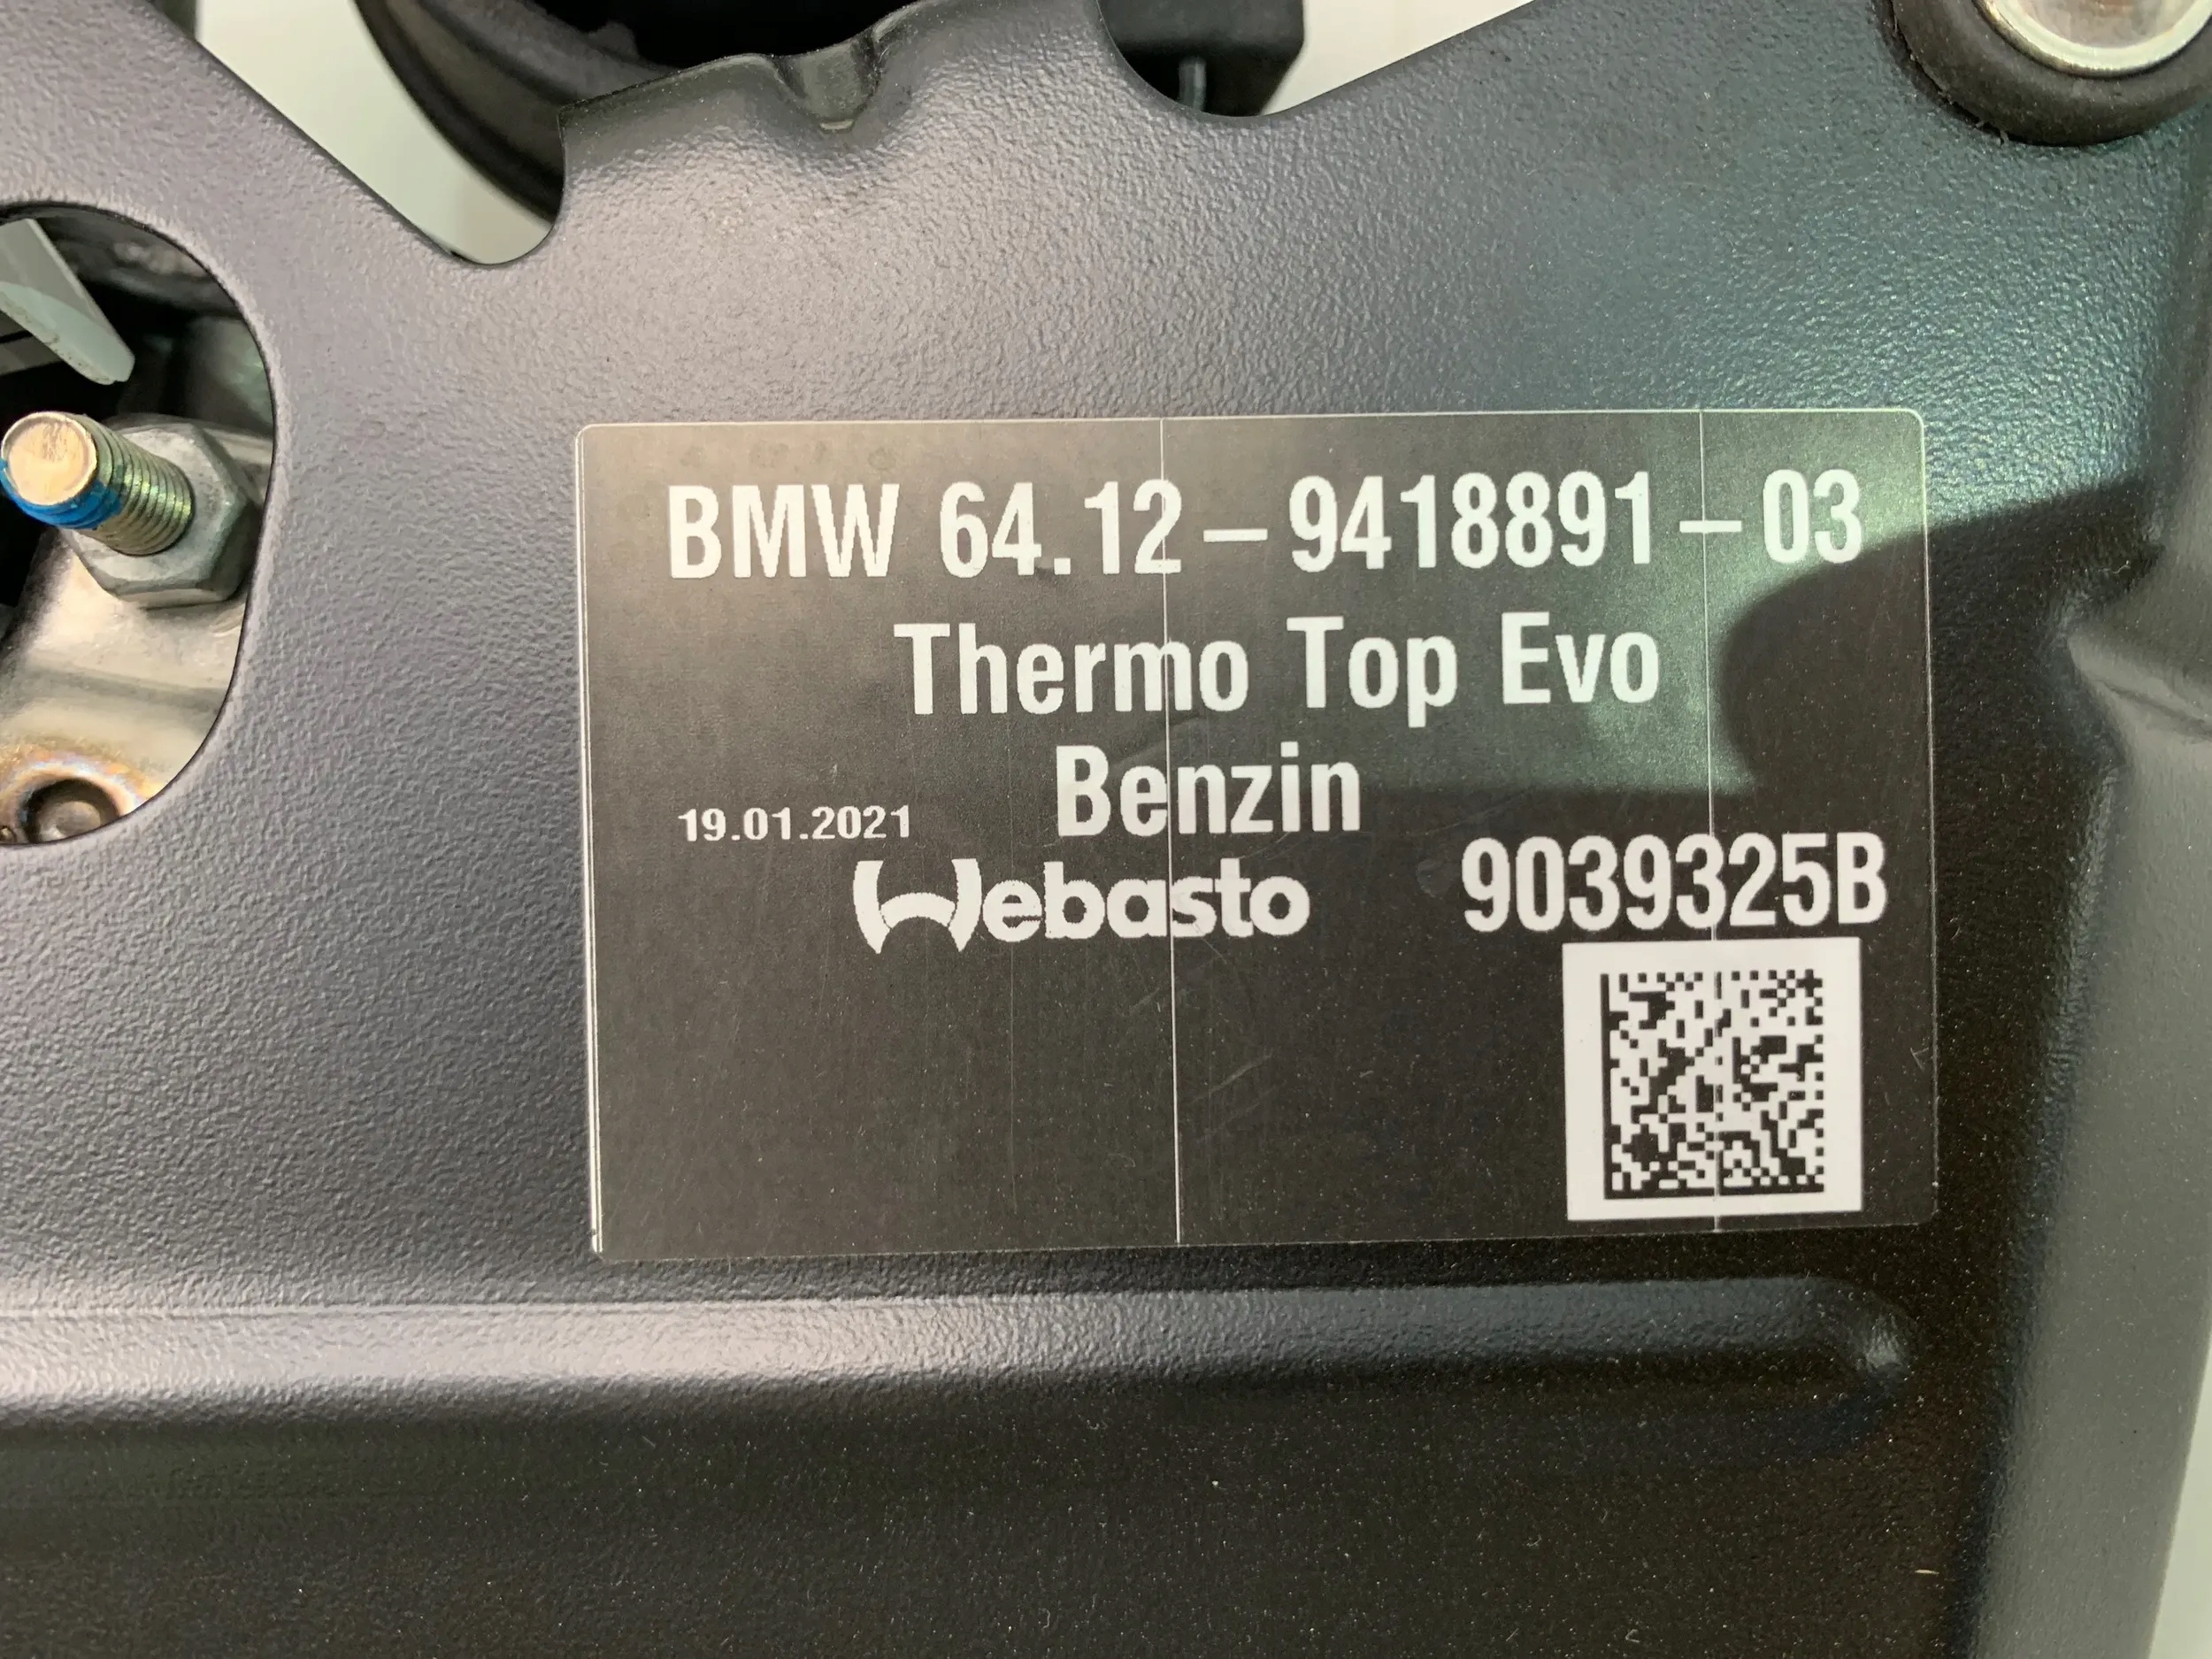 BMW 64.12-9418891-03
Thermo Top Evo
Benzin
19.01.2021
Webasto 9039325B